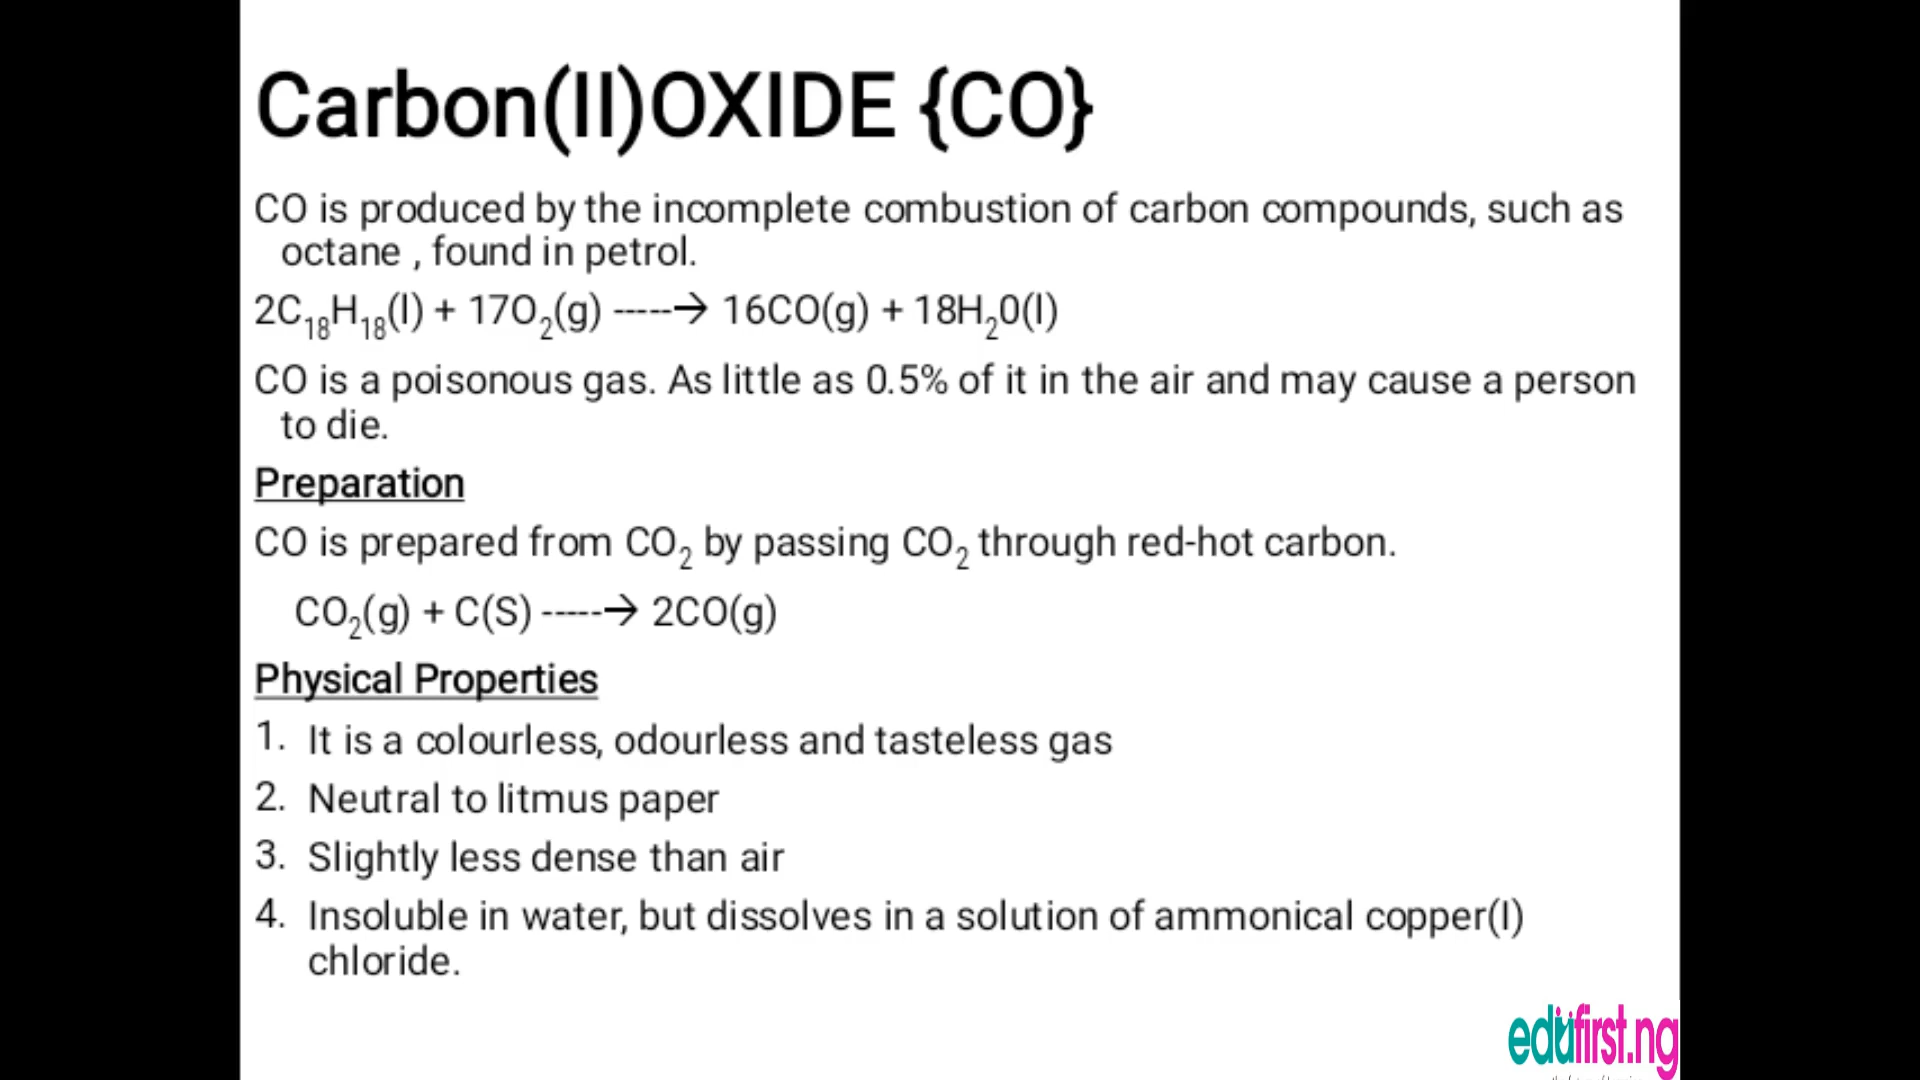 Carbon(II)OXIDE {CO}
CO is produced by the incomplete combustion of carbon compounds, such as
octane , found in petrol.
2C₁₈H₁₈(l) + 17O₂(g) -----→ 16CO(g) + 18H₂0(l)
CO is a poisonous gas. As little as 0.5% of it in the air and may cause a person
to die.
Preparation
CO is prepared from CO₂ by passing CO₂ through red-hot carbon.
CO₂(g) + C(S) -----→ 2CO(g)
Physical Properties
1. It is a colourless, odourless and tasteless gas
2. Neutral to litmus paper
3. Slightly less dense than air
4. Insoluble in water, but dissolves in a solution of ammonical copper(I)
chloride.
edufirst.ng